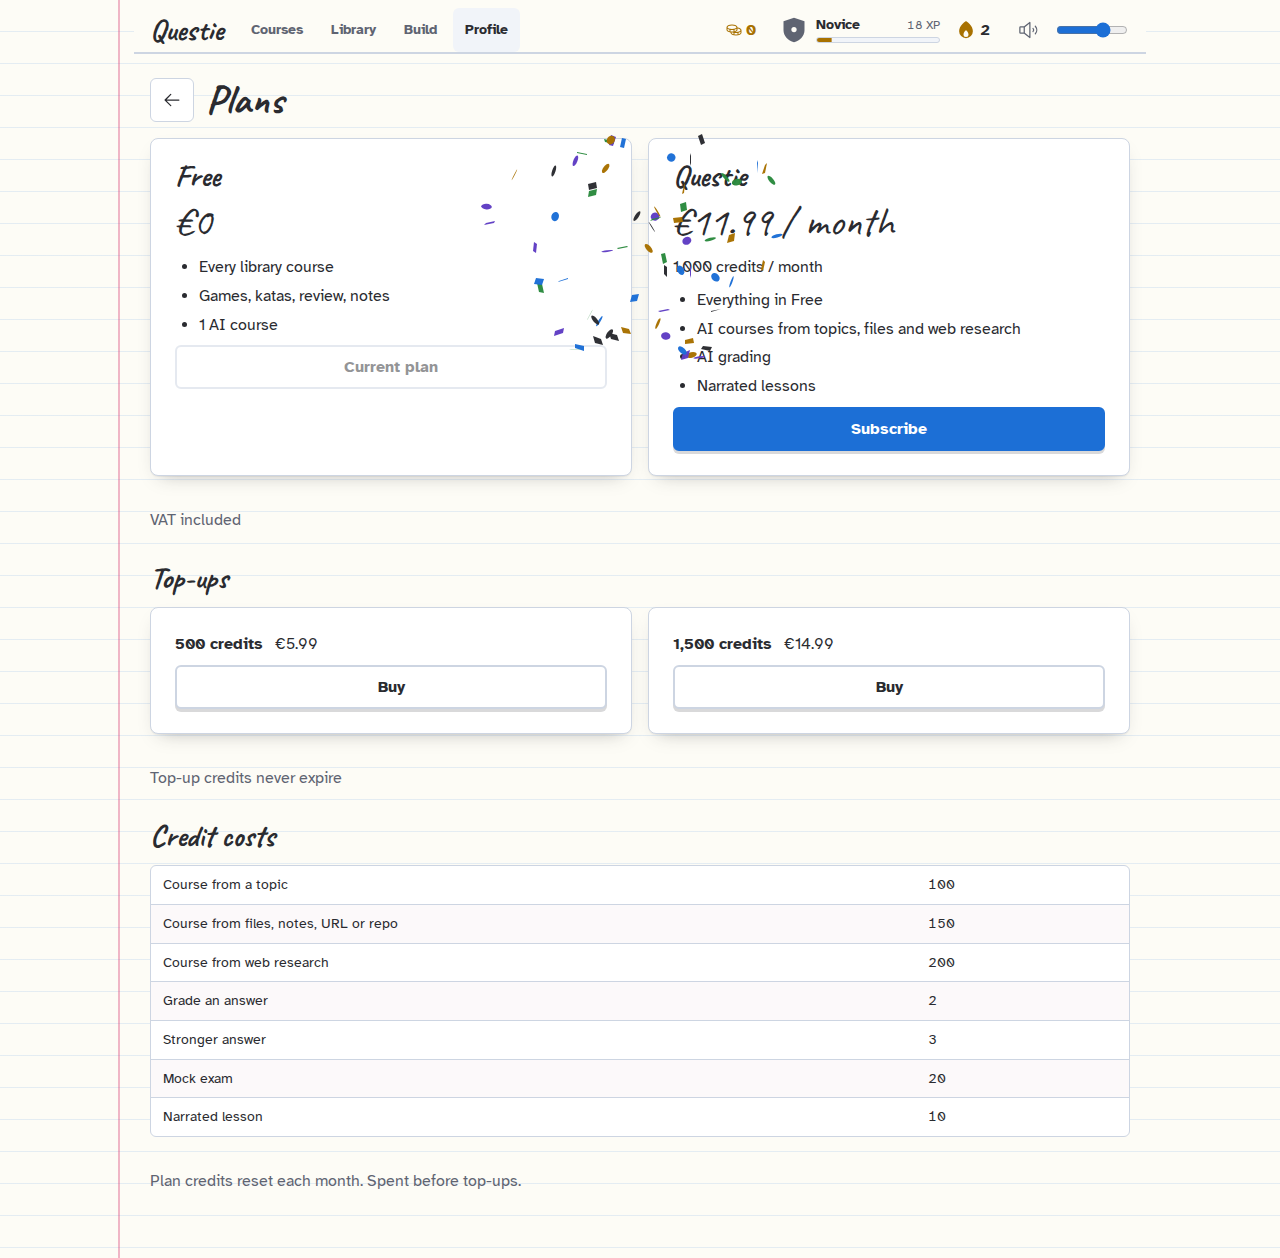 Questie Courses Library Build Profile 0 Novice 18 XP 2
Plans
Free
€0
Every library course
Games, katas, review, notes
1 AI course
Current plan
Questie
€11.99 / month
1000 credits / month
Everything in Free
AI courses from topics, files and web research
AI grading
Narrated lessons
Subscribe
VAT included
Top-ups
500 credits €5.99
Buy
1,500 credits €14.99
Buy
Top-up credits never expire
Credit costs
Course from a topic 100
Course from files, notes, URL or repo 150
Course from web research 200
Grade an answer 2
Stronger answer 3
Mock exam 20
Narrated lesson 10
Plan credits reset each month. Spent before top-ups.